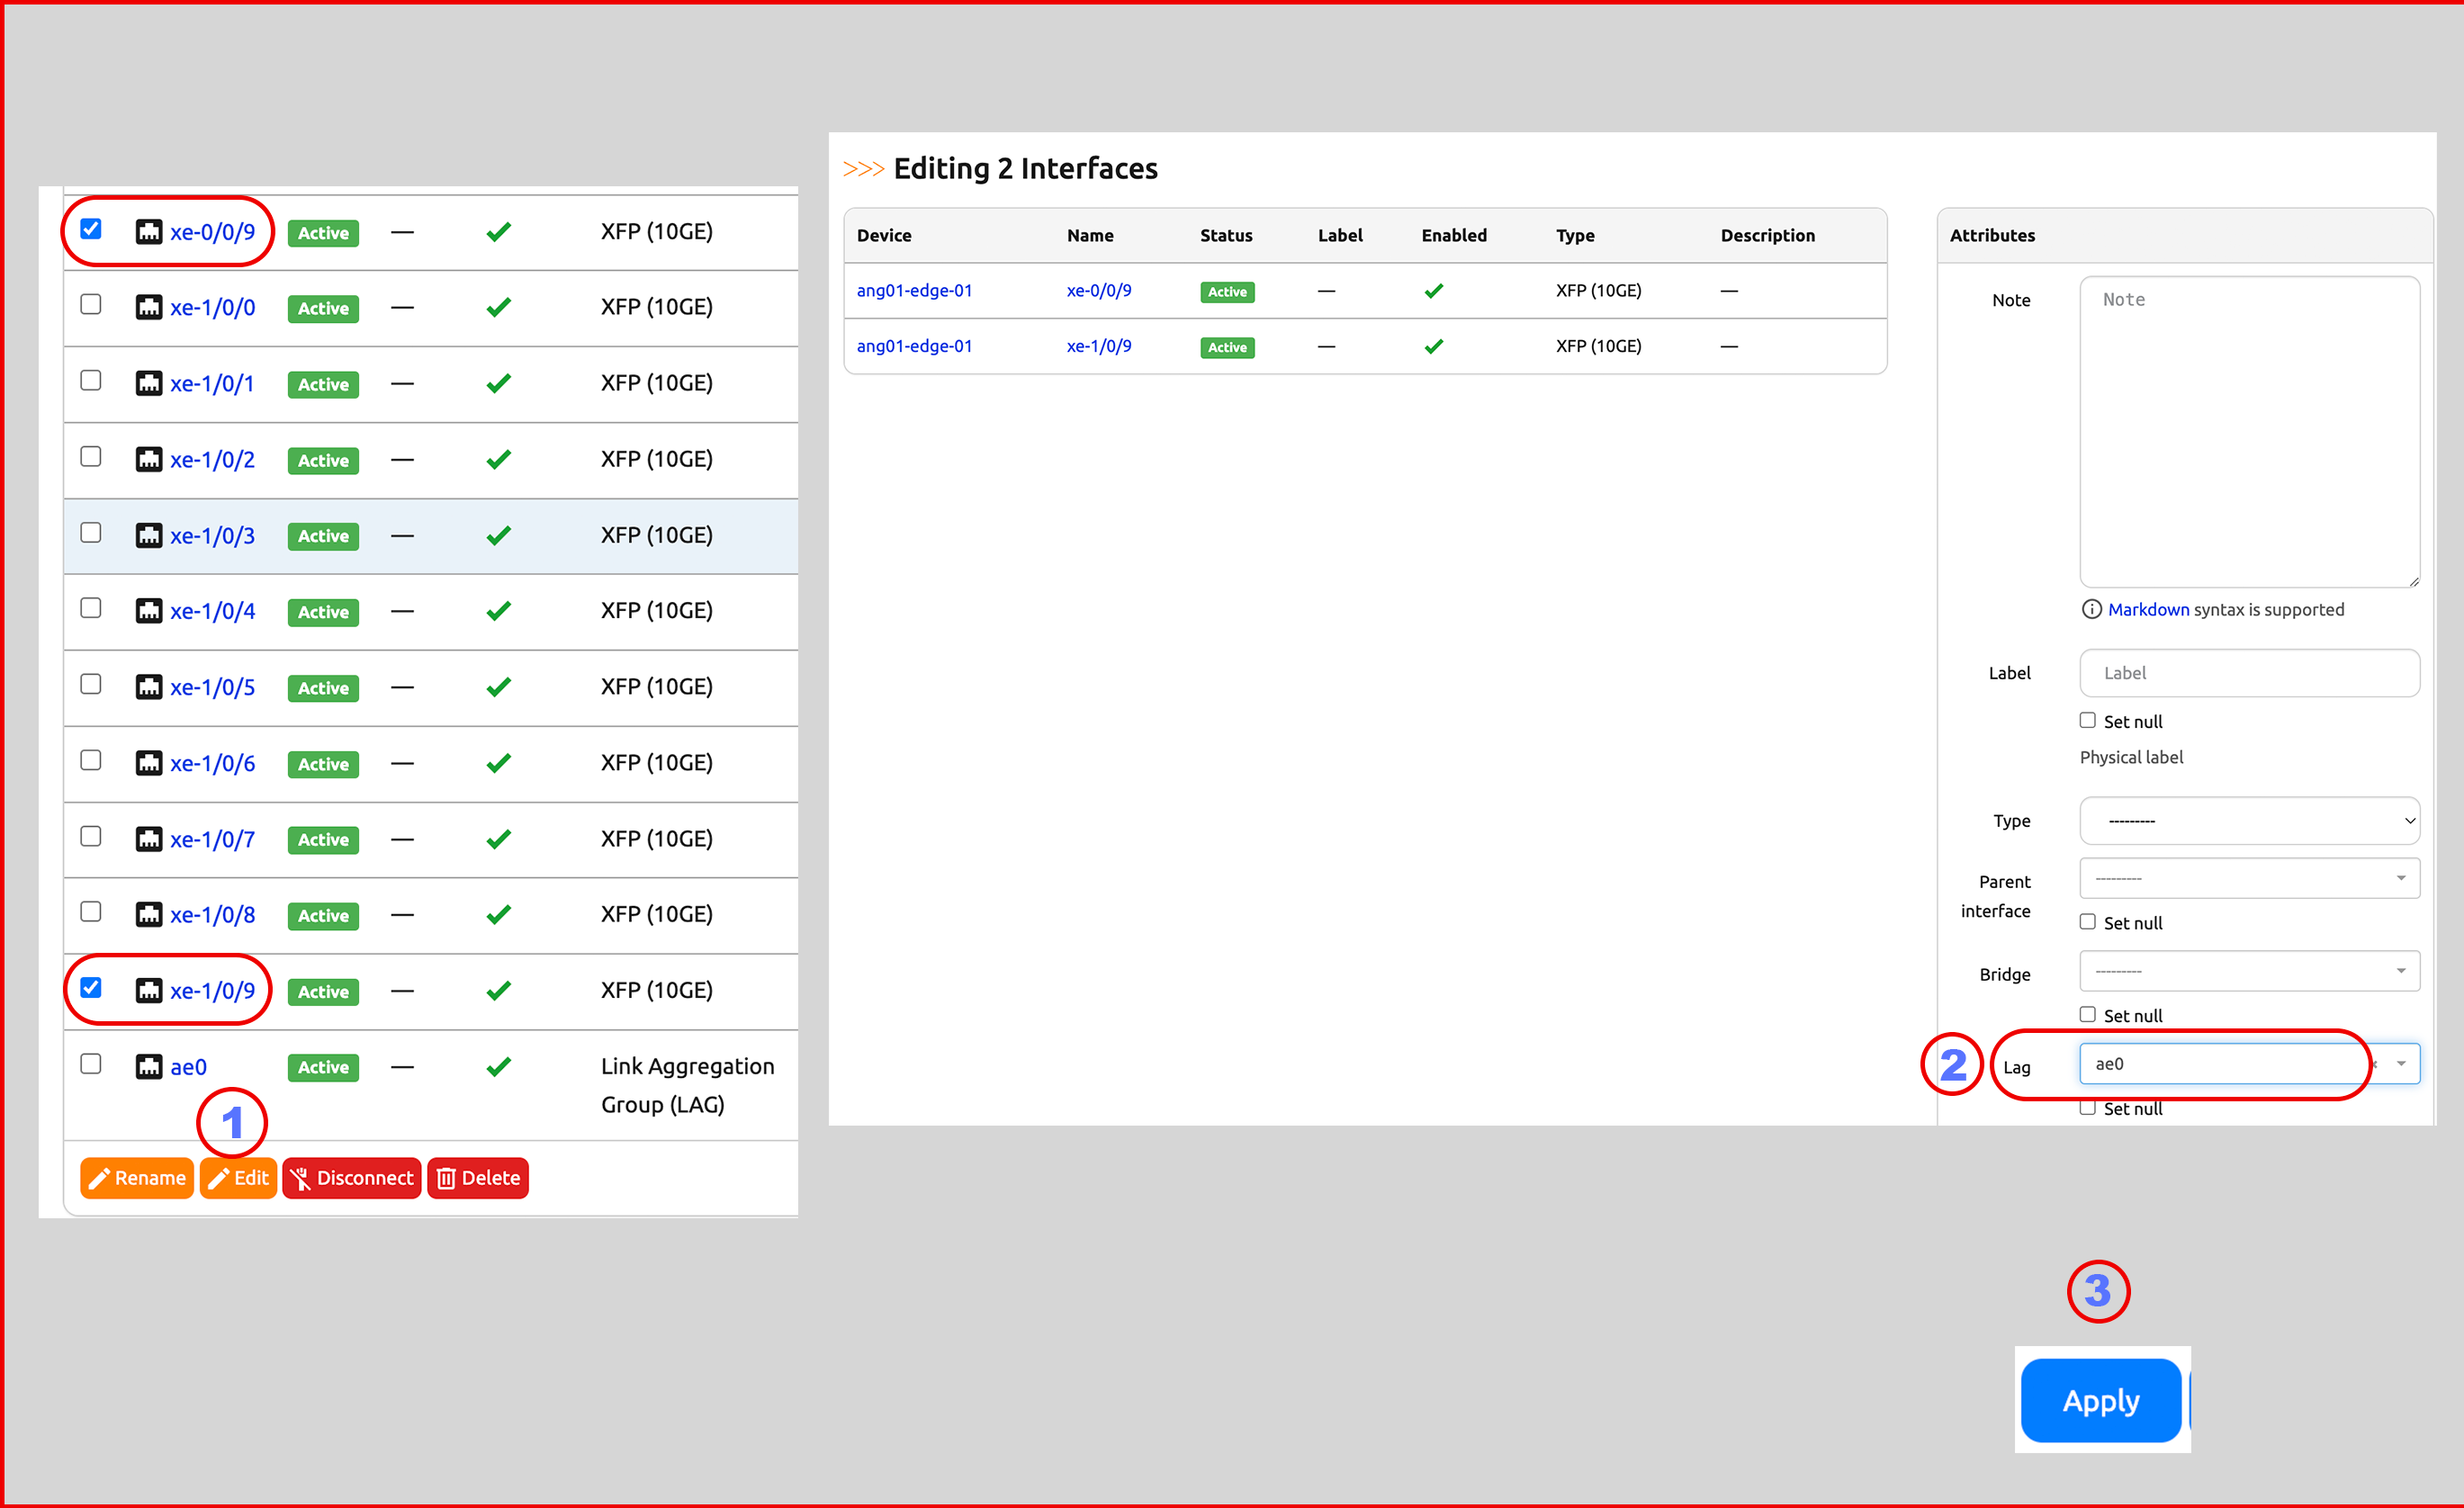 xe-0/0/9 Active — XFP (10GE)
xe-1/0/0 Active — XFP (10GE)
xe-1/0/1 Active — XFP (10GE)
xe-1/0/2 Active — XFP (10GE)
xe-1/0/3 Active — XFP (10GE)
xe-1/0/4 Active — XFP (10GE)
xe-1/0/5 Active — XFP (10GE)
xe-1/0/6 Active — XFP (10GE)
xe-1/0/7 Active — XFP (10GE)
xe-1/0/8 Active — XFP (10GE)
xe-1/0/9 Active — XFP (10GE)
ae0 Active — Link Aggregation
Group (LAG)
1
Rename Edit Disconnect Delete
>>> Editing 2 Interfaces
Device Name Status Label Enabled Type Description
ang01-edge-01 xe-0/0/9 Active — XFP (10GE) —
ang01-edge-01 xe-1/0/9 Active — XFP (10GE) —
Attributes
Note Note
Markdown syntax is supported
Label Label
Set null
Physical label
Type ---------
Parent
interface ---------
Set null
Bridge ---------
Set null
2 Lag ae0
Set null
3
Apply